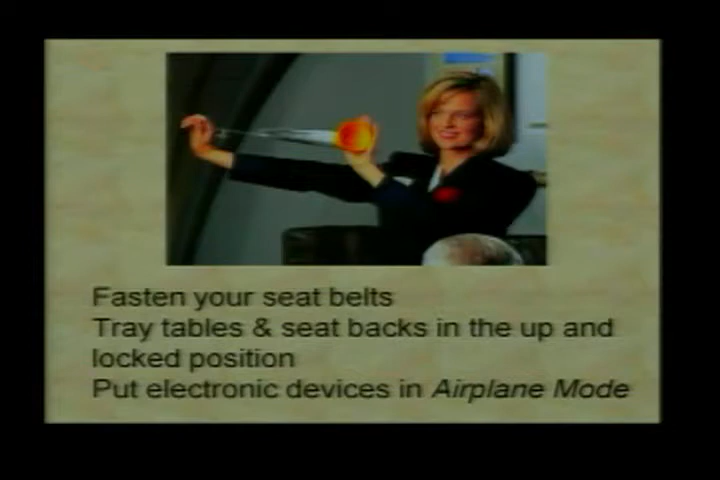 Fasten your seat belts
Tray tables & seat backs in the up and
locked position
Put electronic devices in Airplane Mode